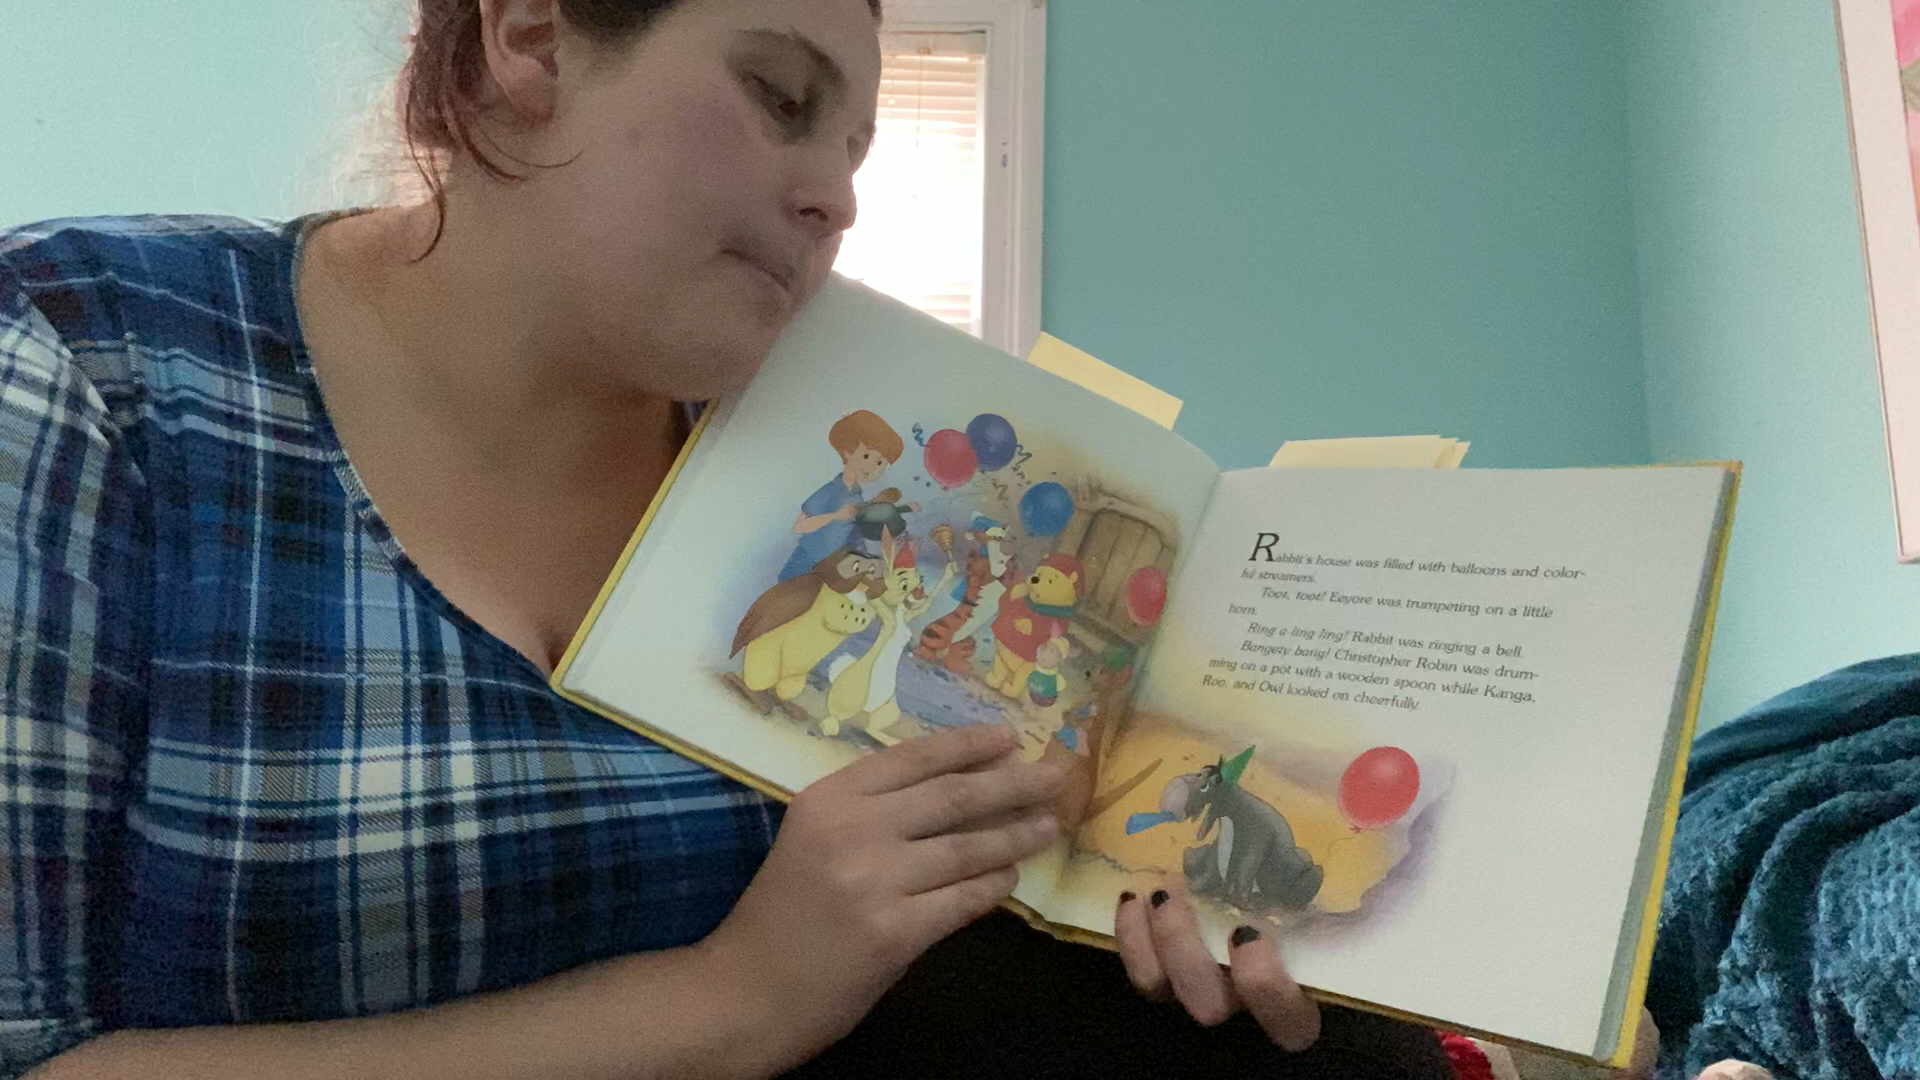 Rabbit's house was filled with balloons and color-
ful streamers.
Toot, toot! Eeyore was trumpeting on a little
horn.
Ring a ling ling! Rabbit was ringing a bell.
Bangety bang! Christopher Robin was drum-
ming on a pot with a wooden spoon while Kanga,
Roo, and Owl looked on cheerfully.